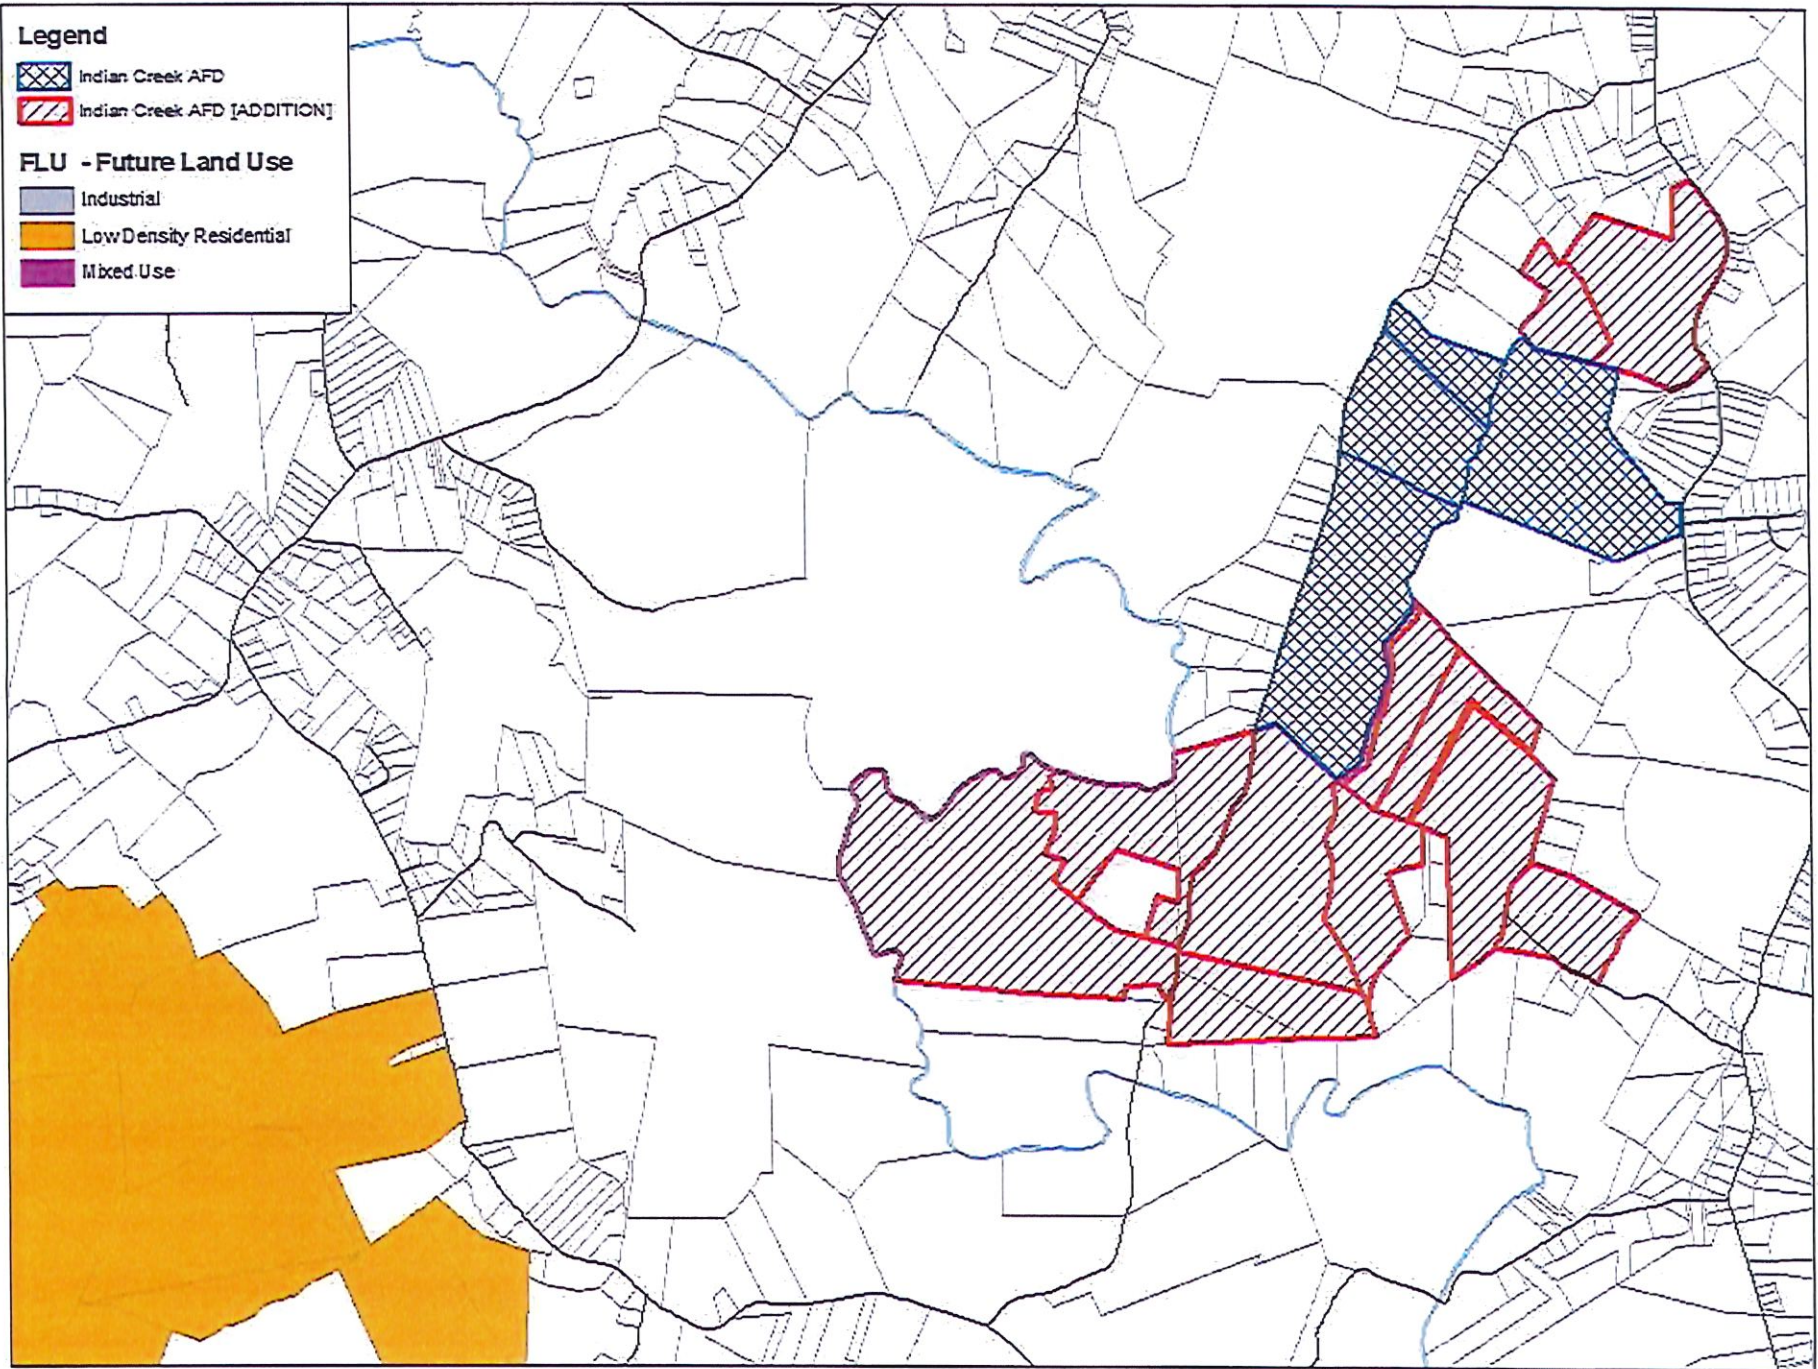 Legend
Indian Creek AFD
Indian Creek AFD [ADDITION]
FLU - Future Land Use
Industrial
Low Density Residential
Mixed Use